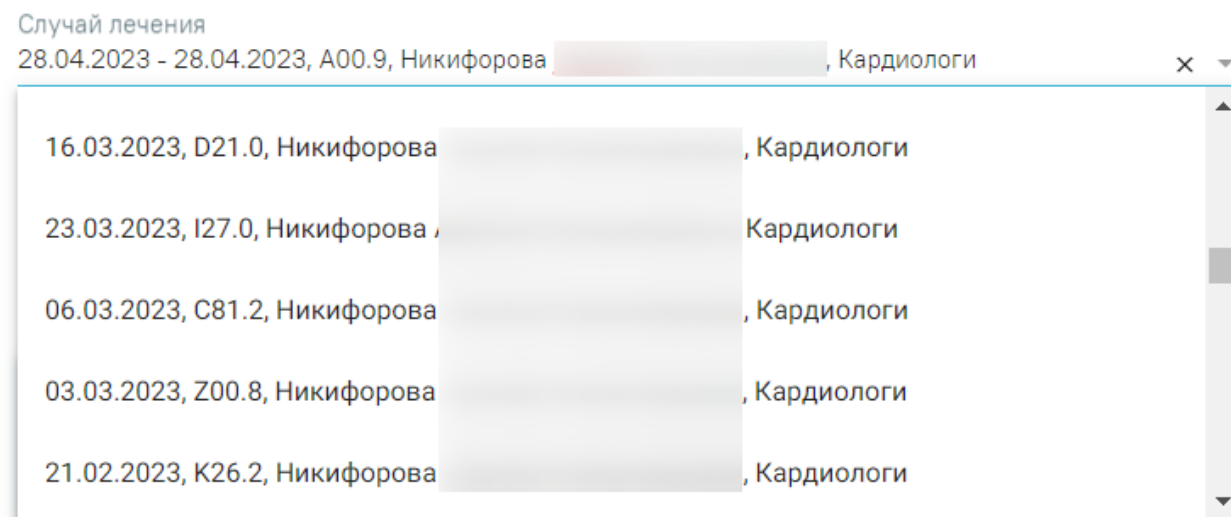 Случай лечения
28.04.2023 - 28.04.2023, A00.9, Никифорова , Кардиологи
16.03.2023, D21.0, Никифорова , Кардиологи
23.03.2023, I27.0, Никифорова Кардиологи
06.03.2023, C81.2, Никифорова , Кардиологи
03.03.2023, Z00.8, Никифорова , Кардиологи
21.02.2023, K26.2, Никифорова , Кардиологи